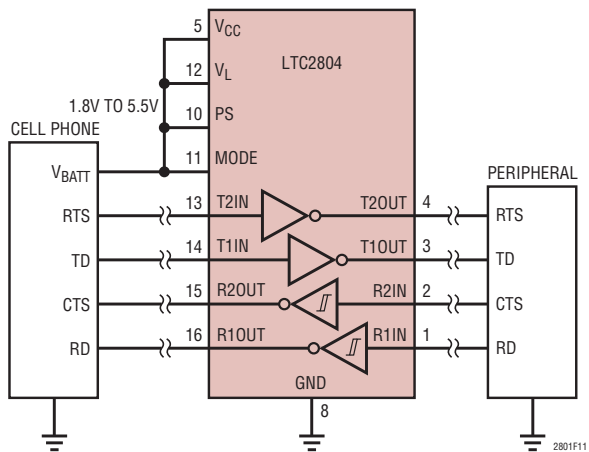 5 VCC
LTC2804
12 VL
1.8V TO 5.5V
10 PS
CELL PHONE
11 MODE
PERIPHERAL
VBATT
RTS 13 T2IN T2OUT 4 RTS
TD 14 T1IN T1OUT 3 TD
CTS 15 R2OUT R2IN 2 CTS
RD 16 R1OUT R1IN 1 RD
GND
8
2801F11